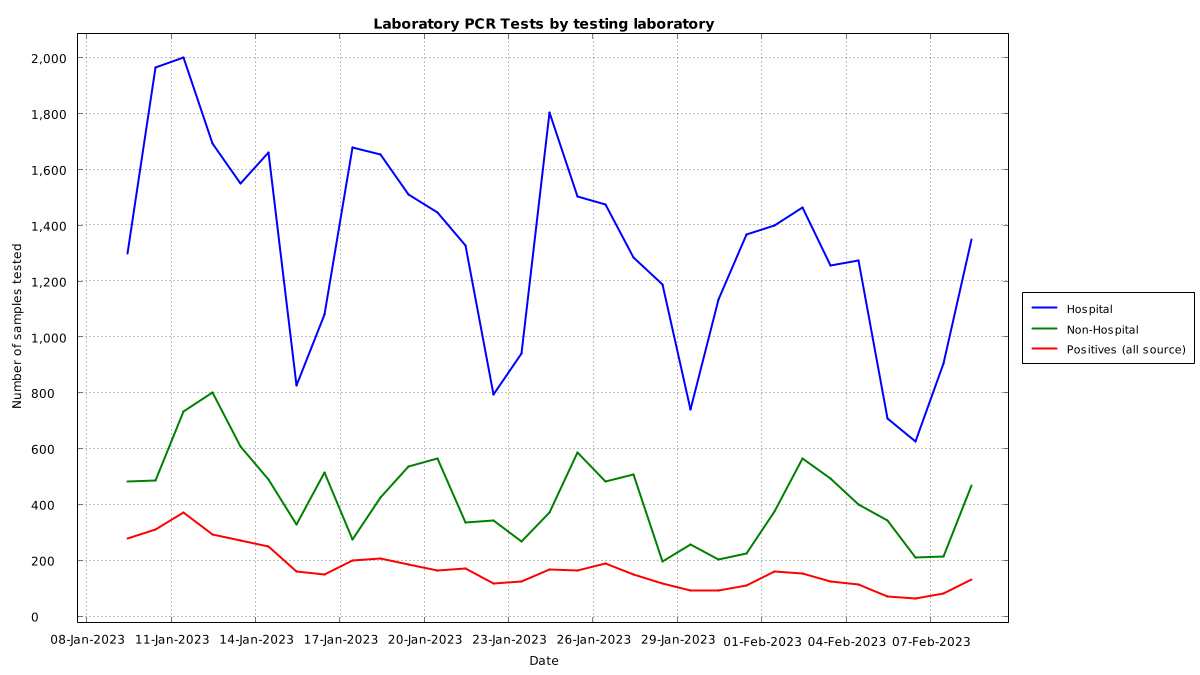 Laboratory PCR Tests by testing laboratory
2,000
1,800
1,600
1,400
1,200
1,000
800
600
400
200
0
Number of samples tested
08-Jan-2023 11-Jan-2023 14-Jan-2023 17-Jan-2023 20-Jan-2023 23-Jan-2023 26-Jan-2023 29-Jan-2023 01-Feb-2023 04-Feb-2023 07-Feb-2023
Date
Hospital
Non-Hospital
Positives (all source)